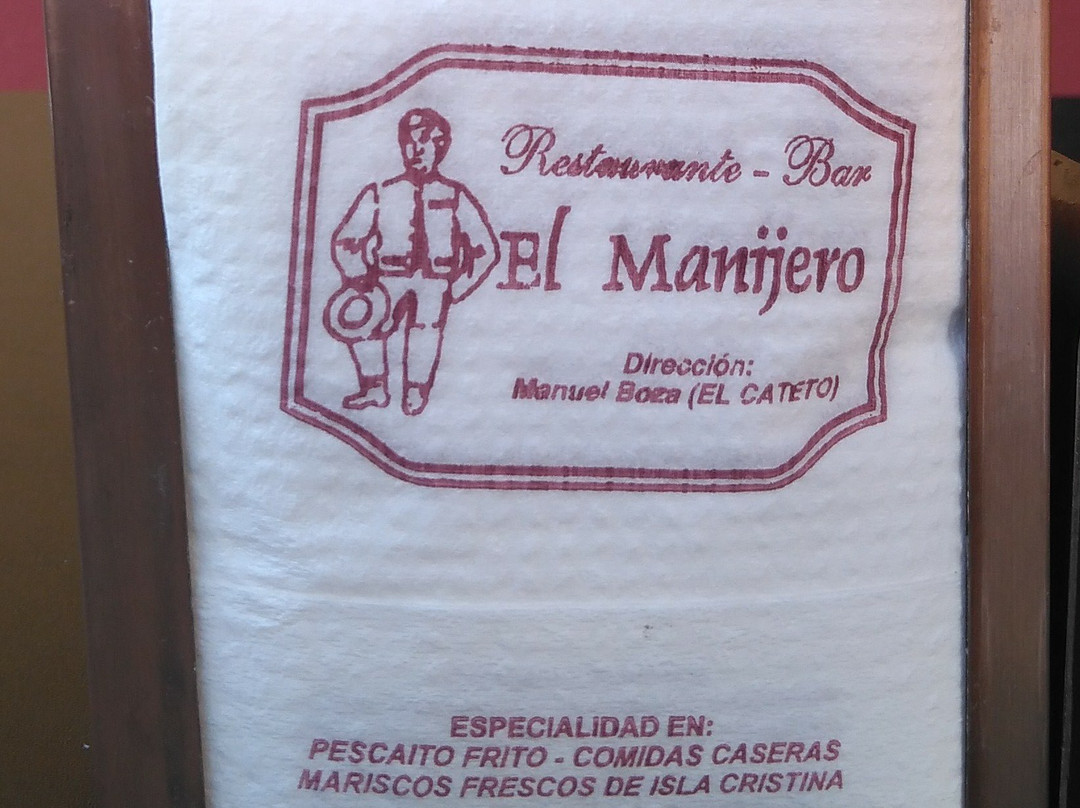 Restaurante - Bar
El Manijero
Dirección:
Manuel Boza (EL CATETO)
ESPECIALIDAD EN:
PESCAITO FRITO - COMIDAS CASERAS
MARISCOS FRESCOS DE ISLA CRISTINA